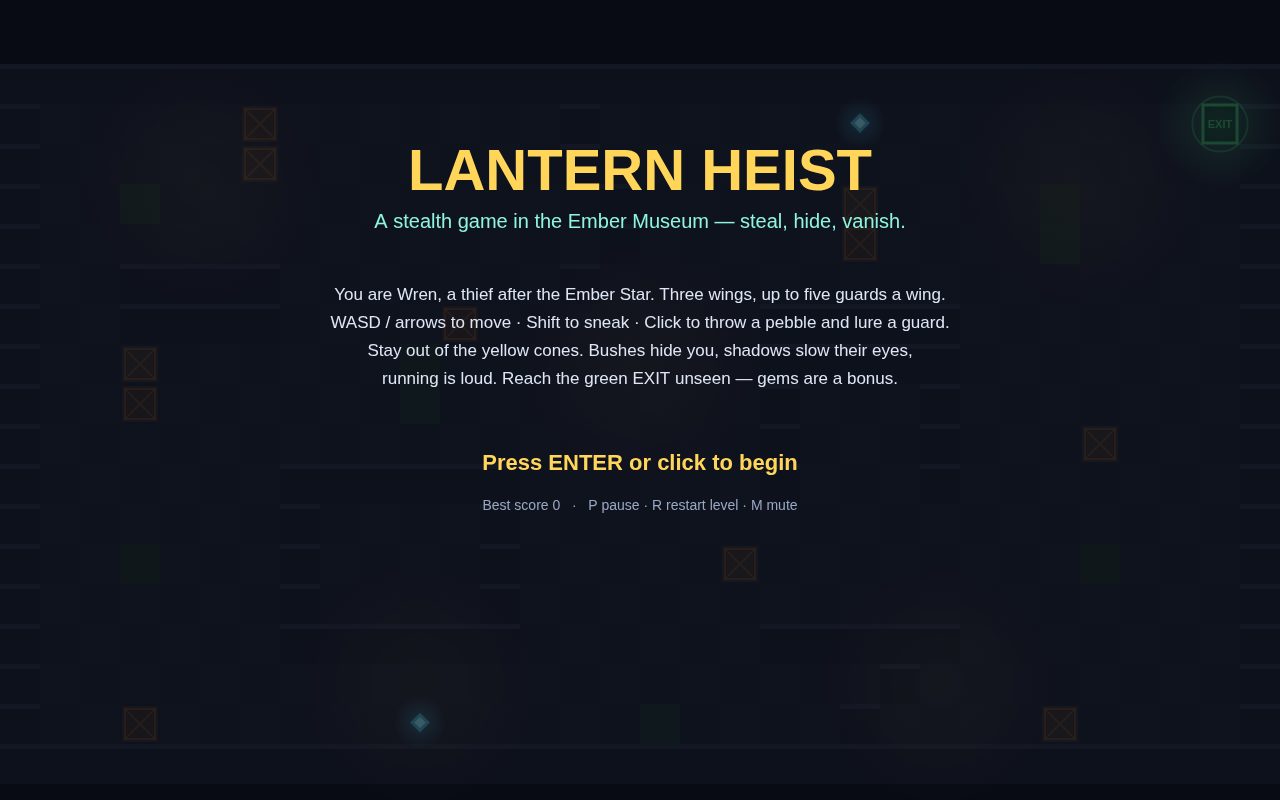 EXIT
LANTERN HEIST
A stealth game in the Ember Museum — steal, hide, vanish.
You are Wren, a thief after the Ember Star. Three wings, up to five guards a wing.
WASD / arrows to move · Shift to sneak · Click to throw a pebble and lure a guard.
Stay out of the yellow cones. Bushes hide you, shadows slow their eyes,
running is loud. Reach the green EXIT unseen — gems are a bonus.
Press ENTER or click to begin
Best score 0 · P pause · R restart level · M mute